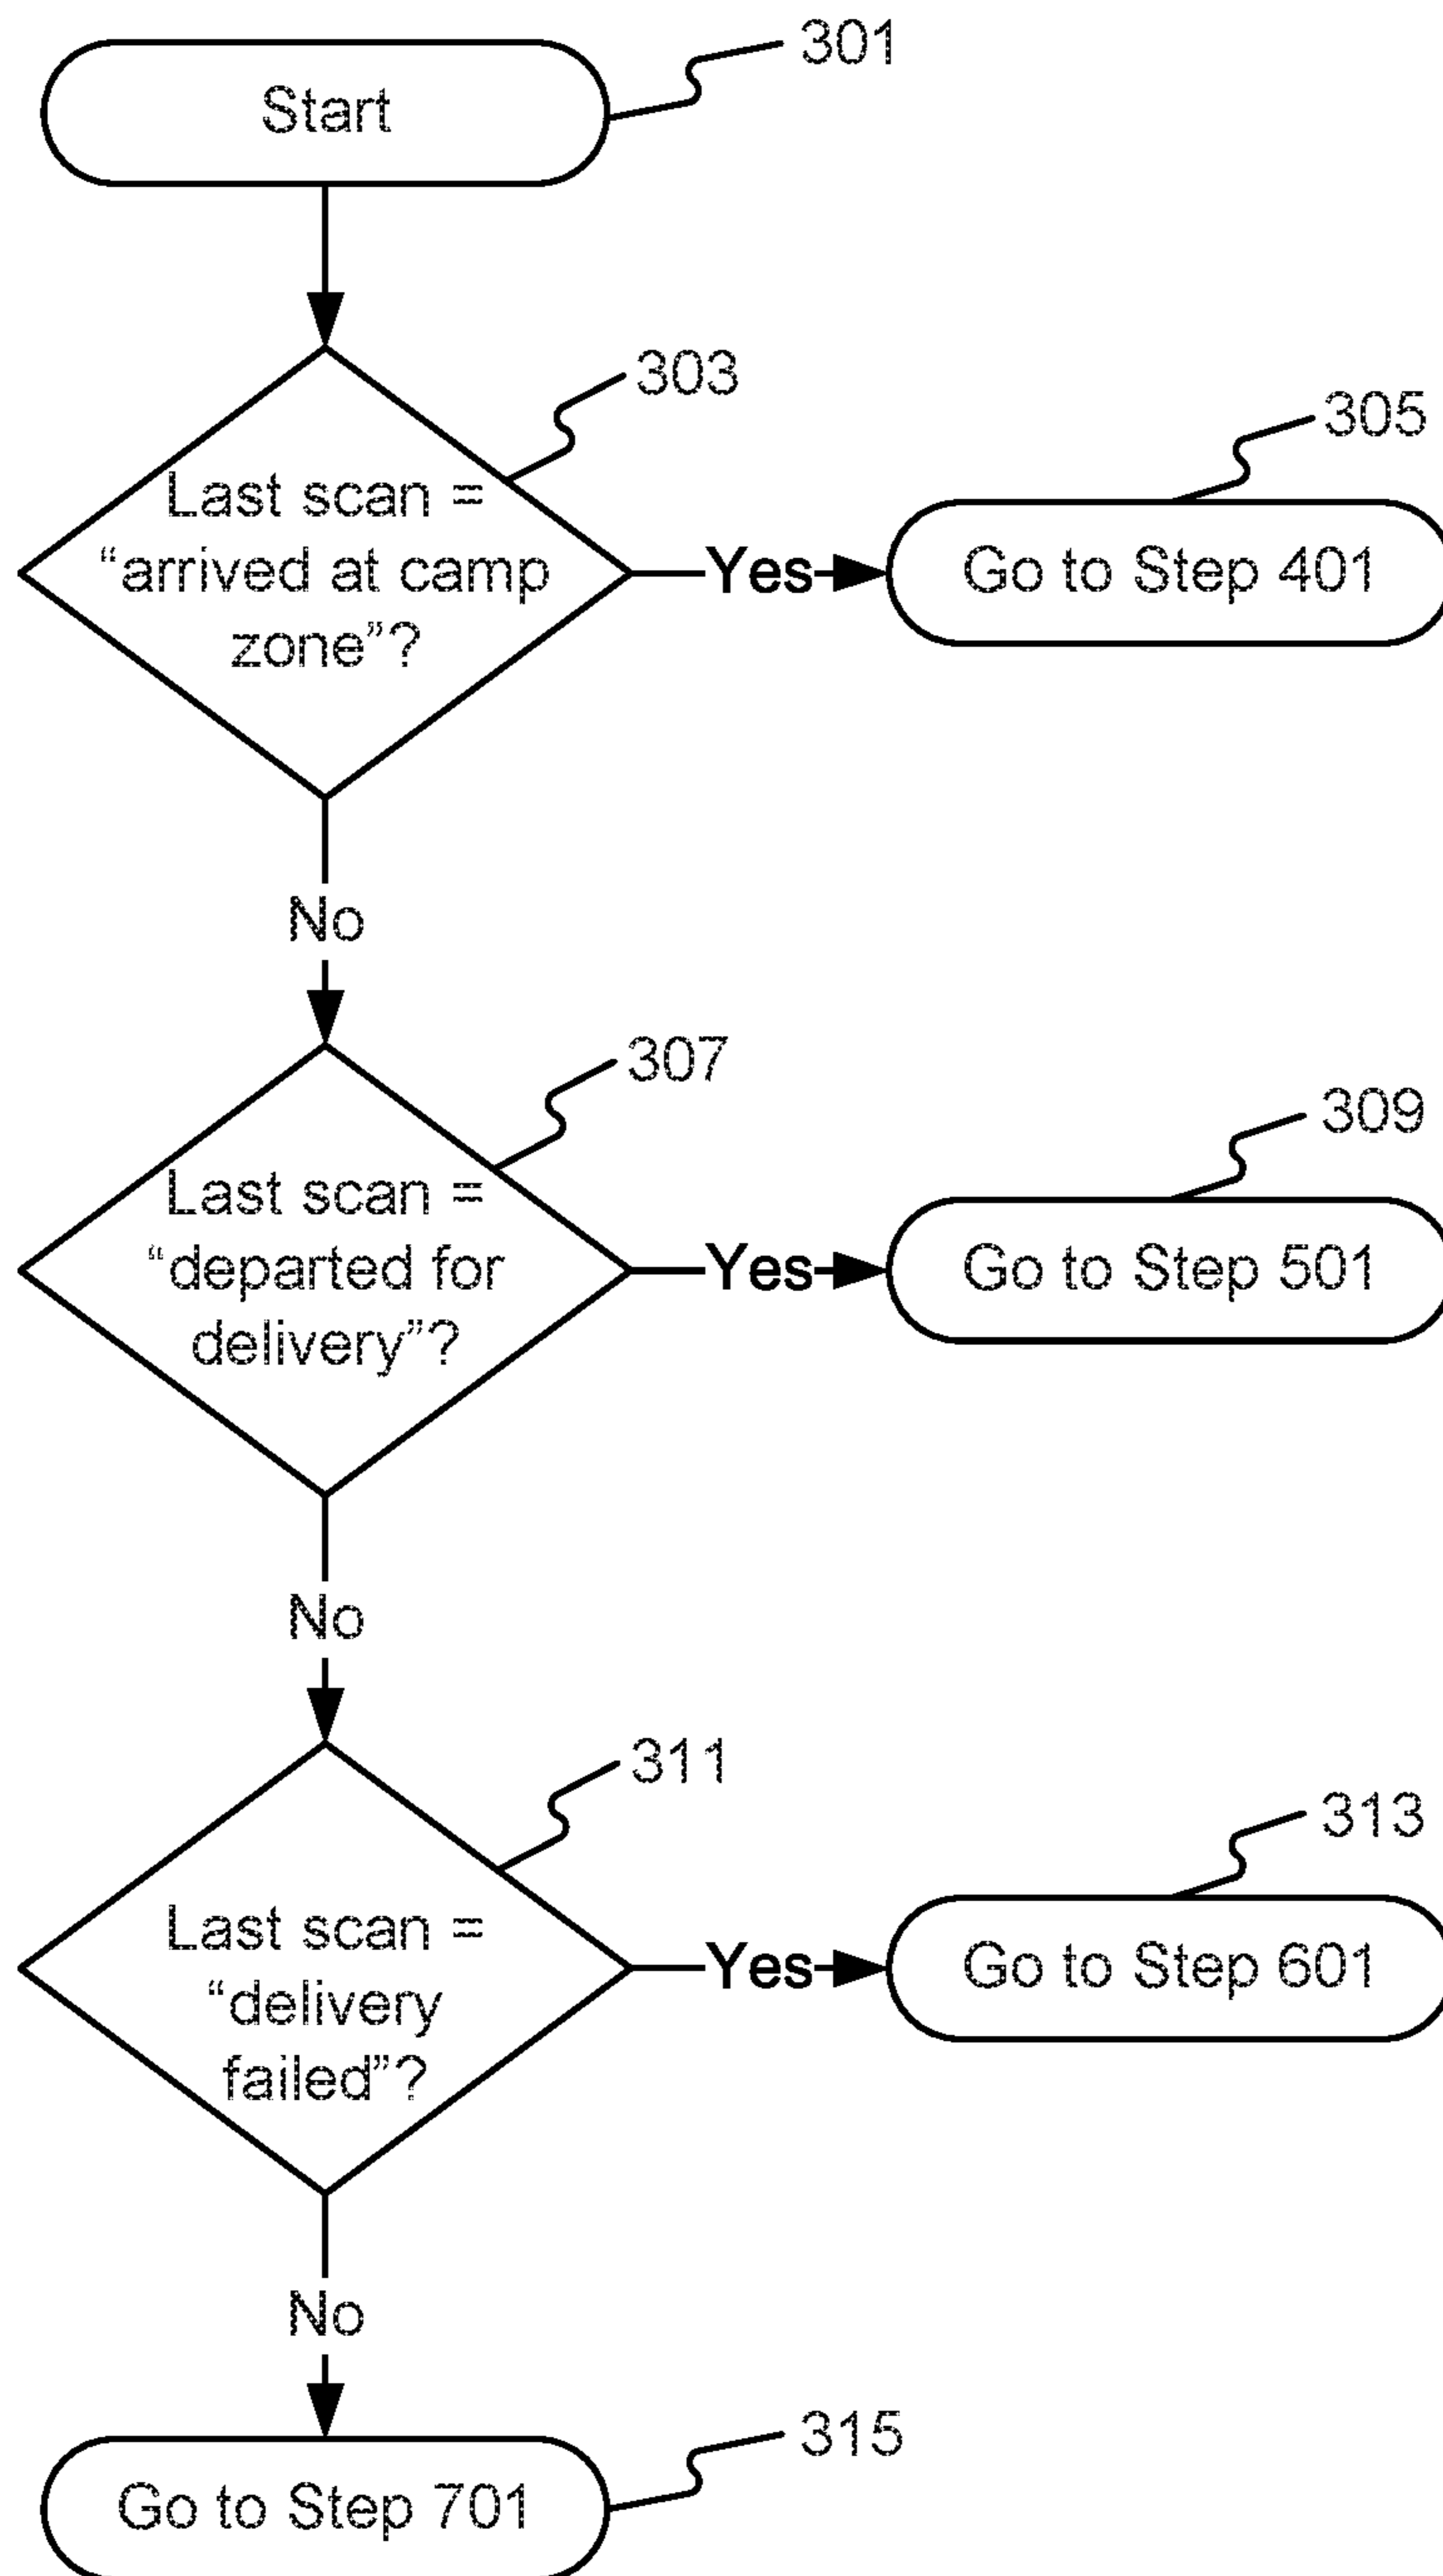 301
Start
303
Last scan =
“arrived at camp
zone”?
Yes
305
Go to Step 401
No
307
Last scan =
“departed for
delivery”?
Yes
309
Go to Step 501
No
311
Last scan =
“delivery
failed”?
Yes
313
Go to Step 601
No
315
Go to Step 701